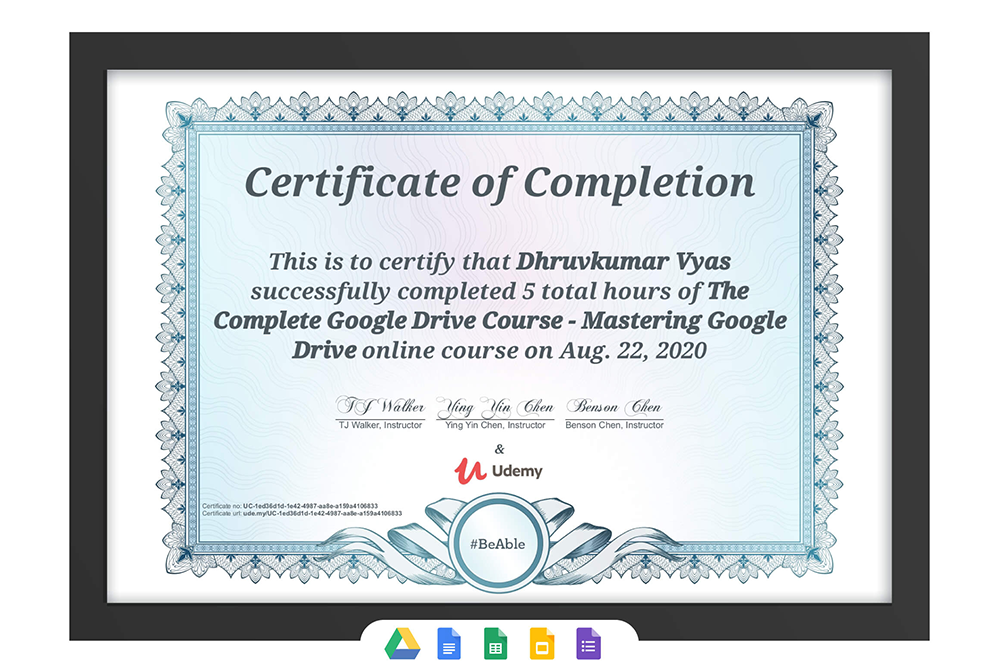 Certificate of Completion
This is to certify that Dhruvkumar Vyas
successfully completed 5 total hours of The
Complete Google Drive Course - Mastering Google
Drive online course on Aug. 22, 2020
TJ Walker Ying Yin Chen Benson Chen
TJ Walker, Instructor Ying Yin Chen, Instructor Benson Chen, Instructor
&
Udemy
Certificate no: UC-1ed36d1d-1e42-4987-aa8e-a159a4106833
Certificate url: ude.my/UC-1ed36d1d-1e42-4987-aa8e-a159a4106833
#BeAble